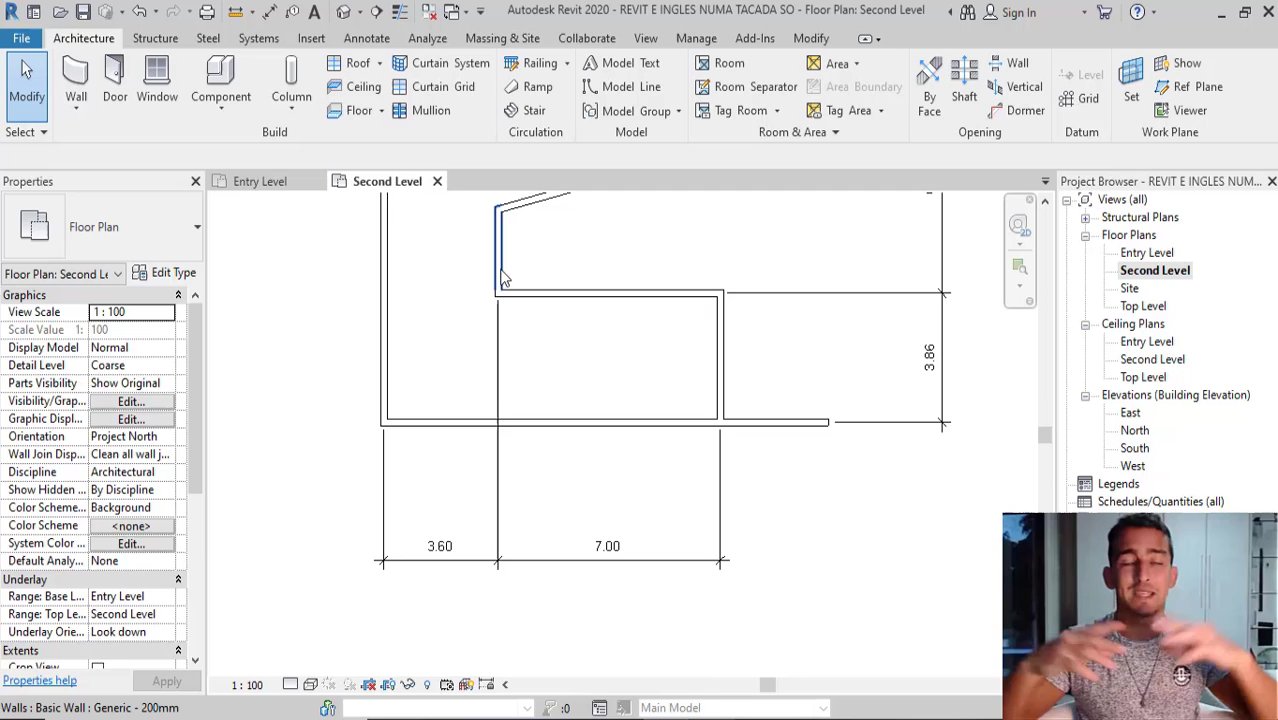 Autodesk Revit 2020 - REVIT E INGLES NUMA TACADA SO - Floor Plan: Second Level
Sign In
File Architecture Structure Steel Systems Insert Annotate Analyze Massing & Site Collaborate View Manage Add-Ins Modify
Modify
Wall
Door
Window
Component
Column
Roof
Ceiling
Floor
Curtain System
Curtain Grid
Mullion
Railing
Ramp
Stair
Model Text
Model Line
Model Group
Room
Room Separator
Tag Room
Area
Area Boundary
Tag Area
By Face
Shaft
Wall
Vertical
Dormer
Level
Grid
Set
Show
Ref Plane
Viewer
Select
Build
Circulation
Model
Room & Area
Opening
Datum
Work Plane
Properties
Floor Plan
Floor Plan: Second Le
Edit Type
Graphics
View Scale 1 : 100
Scale Value 1: 100
Display Model Normal
Detail Level Coarse
Parts Visibility Show Original
Visibility/Grap... Edit...
Graphic Displ... Edit...
Orientation Project North
Wall Join Disp... Clean all wall j...
Discipline Architectural
Show Hidden ... By Discipline
Color Scheme ... Background
Color Scheme <none>
System Color ... Edit...
Default Analy... None
Underlay
Range: Base L... Entry Level
Range: Top Le... Second Level
Underlay Orie... Look down
Extents
Crop View
Properties help
Apply
Entry Level
Second Level
3.86
3.60
7.00
2D
1 : 100
Project Browser - REVIT E INGLES NUM...
Views (all)
Structural Plans
Floor Plans
Entry Level
Second Level
Site
Top Level
Ceiling Plans
Entry Level
Second Level
Top Level
Elevations (Building Elevation)
East
North
South
West
Legends
Schedules/Quantities (all)
Walls : Basic Wall : Generic - 200mm
:0
Main Model